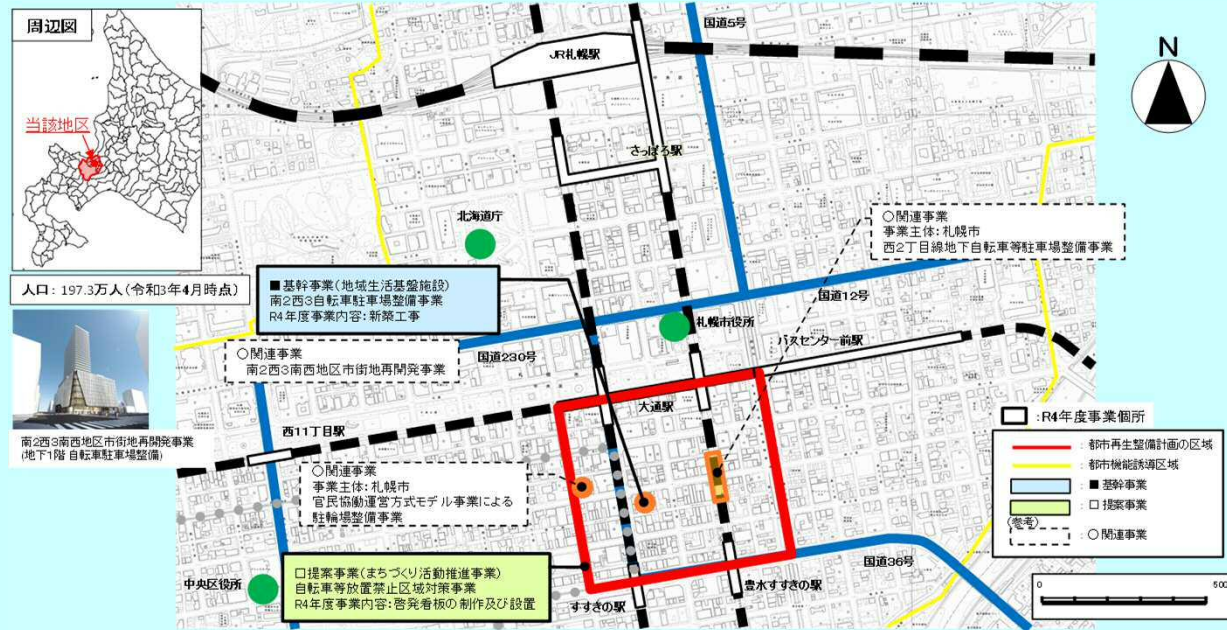 周辺図
当該地区
人口：197.3万人（令和3年4月時点）
南2西3南西地区市街地再開発事業
(地下1階 自転車駐車場整備)
国道5号
JR札幌駅
さっぽろ駅
北海道庁
N
○関連事業
事業主体：札幌市
西2丁目線地下自転車等駐車場整備事業
■基幹事業（地域生活基盤施設）
南2西3自転車駐車場整備事業
R4年度事業内容：新築工事
国道12号
札幌市役所
バスセンター前駅
○関連事業
南2西3南西地区市街地再開発事業
国道230号
大通駅
西11丁目駅
○関連事業
事業主体：札幌市
官民協働運営方式モデル事業による
駐輪場整備事業
：R4年度事業個所
：都市再生整備計画の区域
：都市機能誘導区域
：■基幹事業
：□提案事業
(参考)
：○関連事業
国道36号
中央区役所
□提案事業（まちづくり活動推進事業）
自転車等放置禁止区域対策事業
R4年度事業内容：啓発看板の制作及び設置
すすきの駅
豊水すすきの駅
0
500